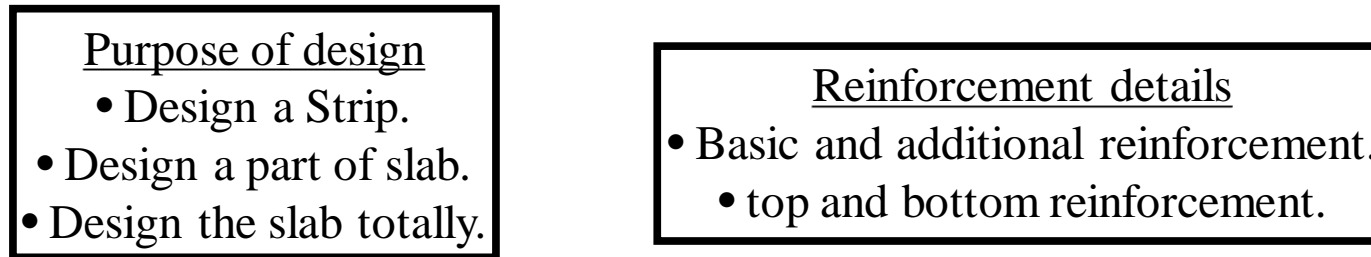 Purpose of design
• Design a Strip.
• Design a part of slab.
• Design the slab totally.
Reinforcement details
• Basic and additional reinforcement.
• top and bottom reinforcement.